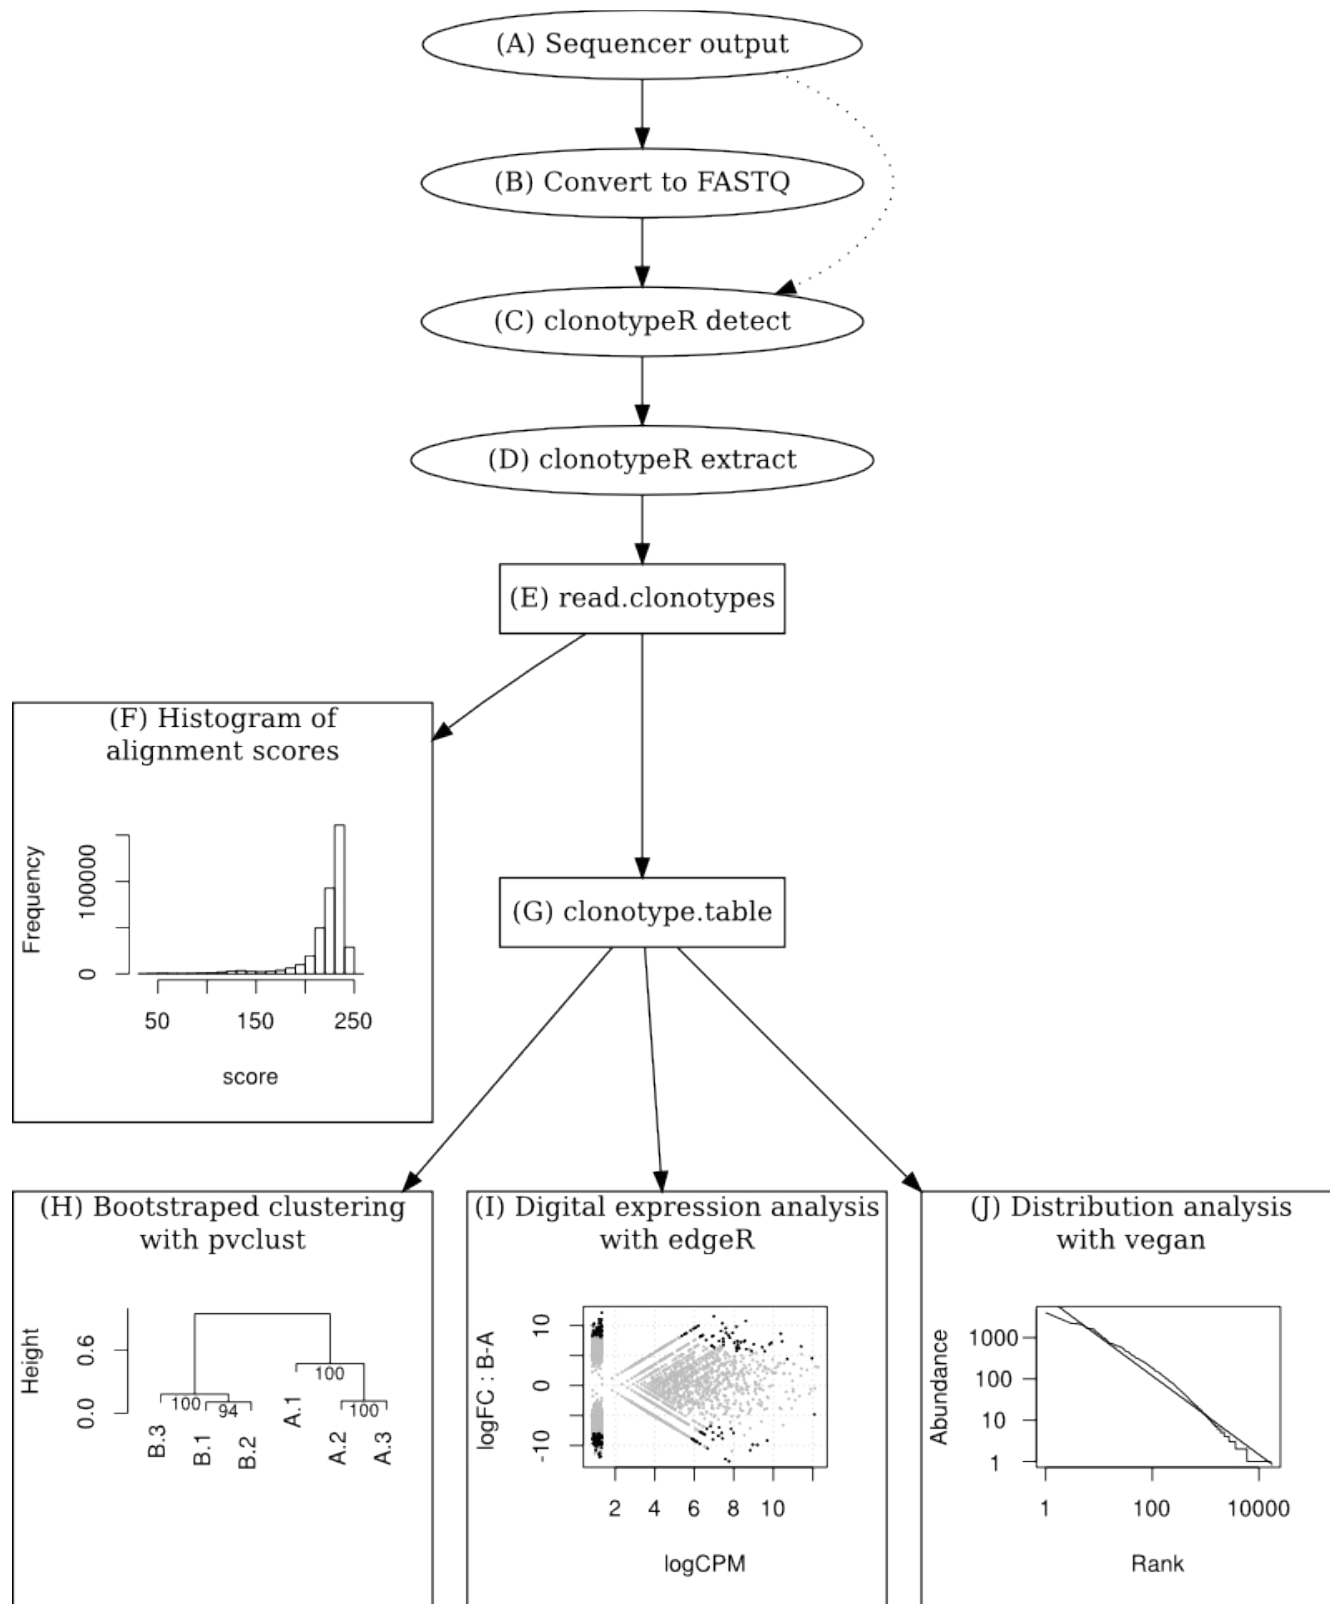 (A) Sequencer output
(B) Convert to FASTQ
(C) clonotypeR detect
(D) clonotypeR extract
(E) read.clonotypes
(F) Histogram of
alignment scores
Frequency
0
100000
50
150
250
score
(G) clonotype.table
(H) Bootstraped clustering
with pvclust
Height
0.0
0.6
100
94
100
100
B.3
B.1
B.2
A.1
A.2
A.3
(I) Digital expression analysis
with edgeR
logFC : B-A
10
0
-10
2 4 6 8 10
logCPM
(J) Distribution analysis
with vegan
Abundance
1000
100
10
1
1 100 10000
Rank